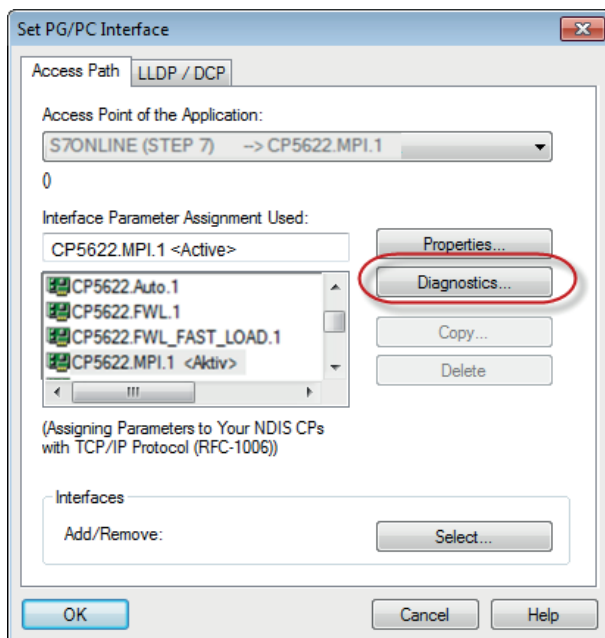 Set PG/PC Interface
Access Path
LLDP / DCP
Access Point of the Application:
S7ONLINE (STEP 7) --> CP5622.MPI.1
()
Interface Parameter Assignment Used:
CP5622.MPI.1 <Active>
Properties...
CP5622.Auto.1
Diagnostics...
CP5622.FWL.1
CP5622.FWL_FAST_LOAD.1
Copy...
CP5622.MPI.1 <Aktiv>
Delete
(Assigning Parameters to Your NDIS CPs
with TCP/IP Protocol (RFC-1006))
Interfaces
Add/Remove:
Select...
OK
Cancel
Help